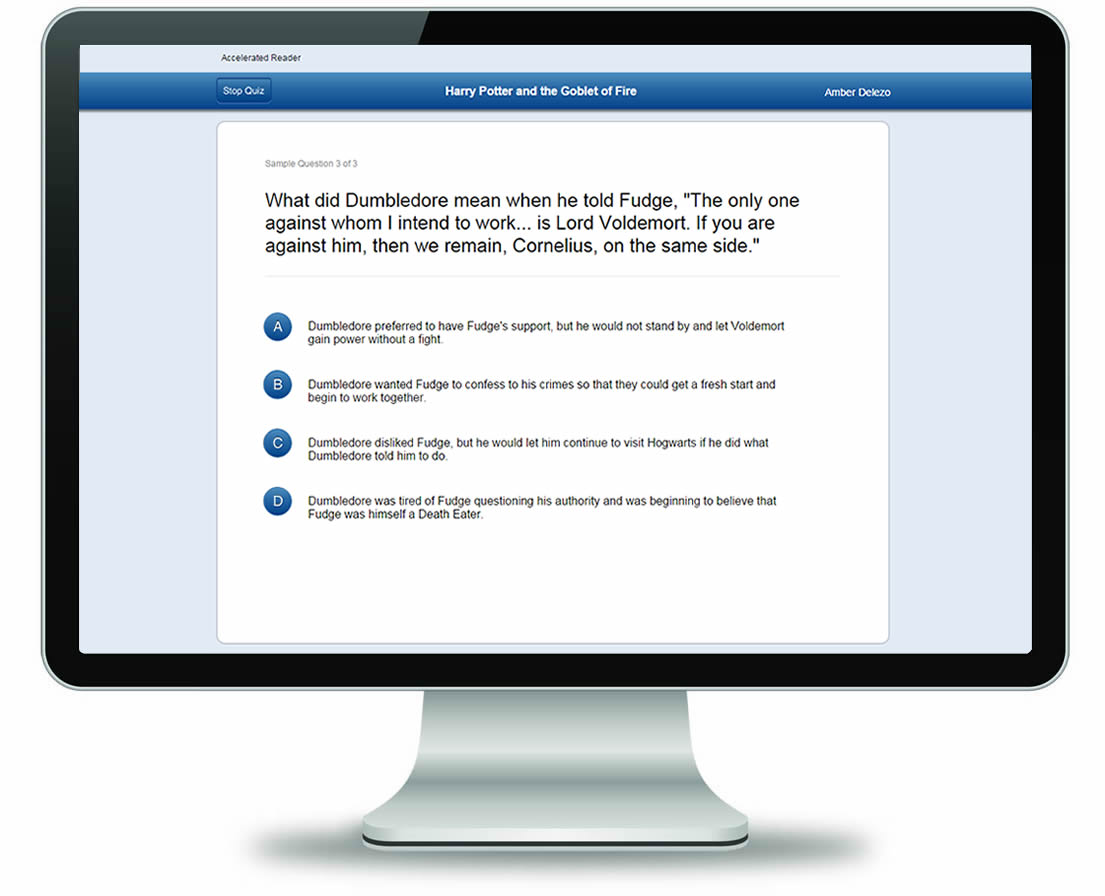 Accelerated Reader
Stop Quiz
Harry Potter and the Goblet of Fire
Amber Delezo
Sample Question 3 of 3
What did Dumbledore mean when he told Fudge, "The only one
against whom I intend to work... is Lord Voldemort. If you are
against him, then we remain, Cornelius, on the same side."
A
Dumbledore preferred to have Fudge's support, but he would not stand by and let Voldemort
gain power without a fight.
B
Dumbledore wanted Fudge to confess to his crimes so that they could get a fresh start and
begin to work together.
C
Dumbledore disliked Fudge, but he would let him continue to visit Hogwarts if he did what
Dumbledore told him to do.
D
Dumbledore was tired of Fudge questioning his authority and was beginning to believe that
Fudge was himself a Death Eater.